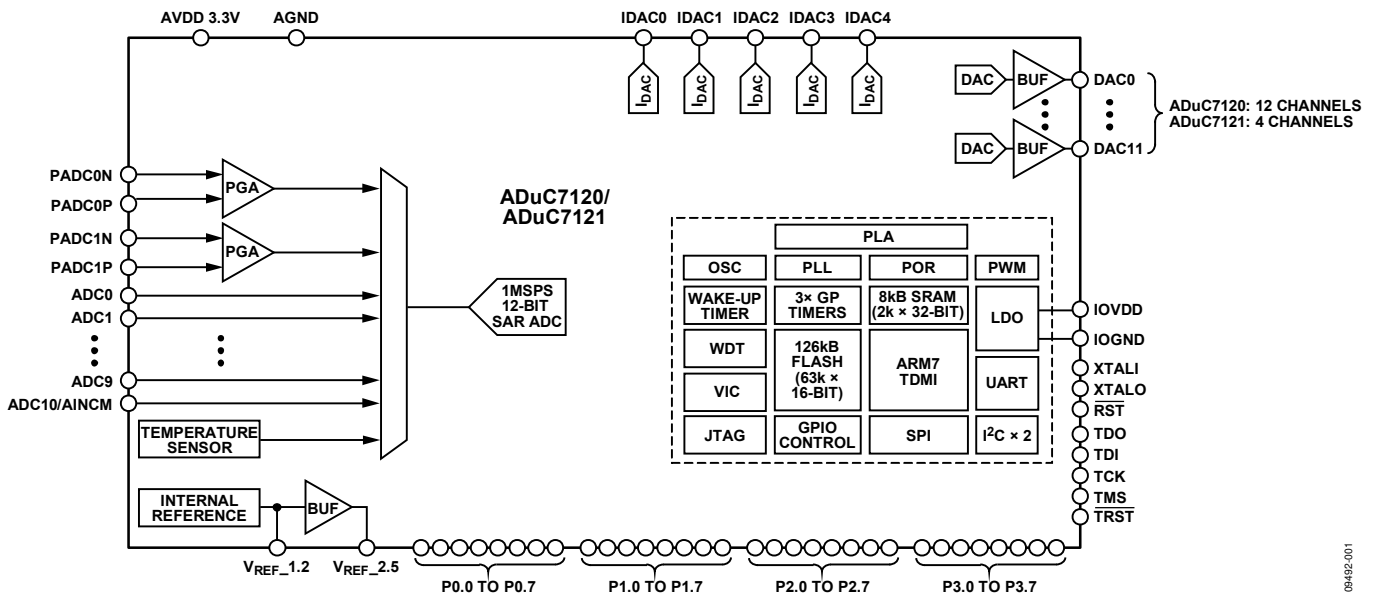 AVDD 3.3V
AGND
IDAC0
IDAC1
IDAC2
IDAC3
IDAC4
IDAC
IDAC
IDAC
IDAC
IDAC
DAC
BUF
DAC0
DAC
BUF
DAC11
ADuC7120: 12 CHANNELS
ADuC7121: 4 CHANNELS
PADC0N
PADC0P
PGA
PADC1N
PADC1P
PGA
ADC0
ADC1
ADC9
ADC10/AINCM
TEMPERATURE
SENSOR
INTERNAL
REFERENCE
BUF
VREF_1.2
VREF_2.5
1MSPS
12-BIT
SAR ADC
ADuC7120/
ADuC7121
PLA
OSC
PLL
POR
PWM
WAKE-UP
TIMER
3× GP
TIMERS
8kB SRAM
(2k × 32-BIT)
LDO
WDT
126kB
FLASH
(63k ×
16-BIT)
ARM7
TDMI
UART
VIC
JTAG
GPIO
CONTROL
SPI
I2C × 2
IOVDD
IOGND
XTALI
XTALO
RST
TDO
TDI
TCK
TMS
TRST
P0.0 TO P0.7
P1.0 TO P1.7
P2.0 TO P2.7
P3.0 TO P3.7
09492-001